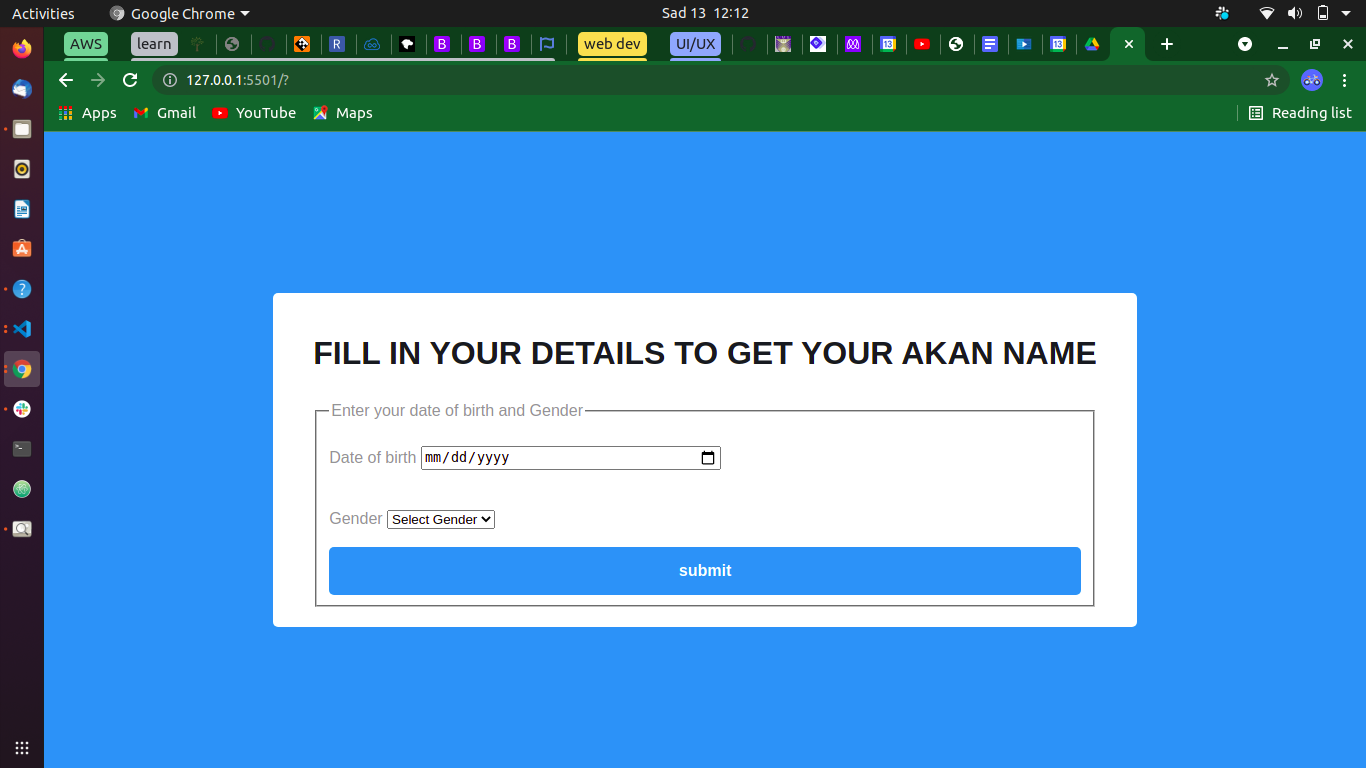 Activities Google Chrome Sad 13 12:12
AWS learn R B B B web dev UI/UX 13 13
127.0.0.1:5501/?
Apps Gmail YouTube Maps Reading list
FILL IN YOUR DETAILS TO GET YOUR AKAN NAME
Enter your date of birth and Gender
Date of birth mm/dd/yyyy
Gender Select Gender
submit